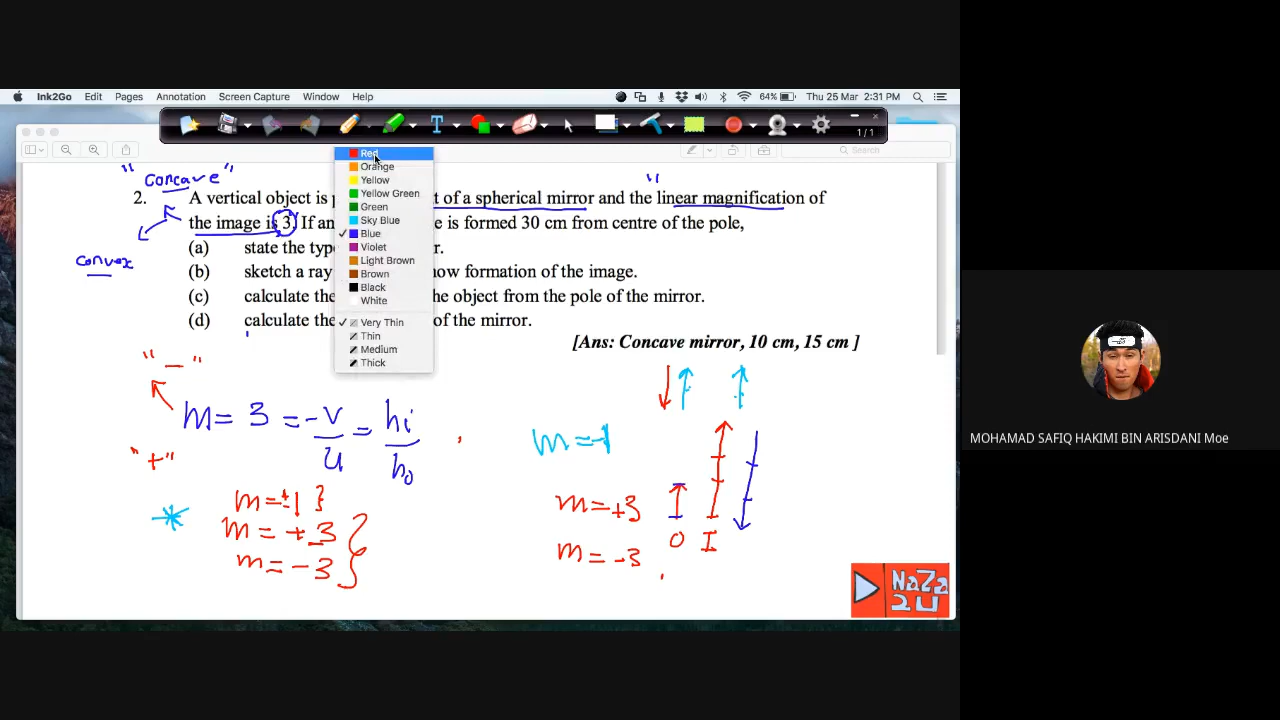 Ink2Go Edit Pages Annotation Screen Capture Window Help 64% Thu 25 Mar 2:31 PM
T 1/1
Search
Red
Orange
Yellow
Yellow Green
Green
Sky Blue
Blue
Violet
Light Brown
Brown
Black
White
Very Thin
Thin
Medium
Thick
"Concave"
2. A vertical object is p t of a spherical mirror and the linear magnification of
the image is 3. If an e is formed 30 cm from centre of the pole,
(a) state the typ r.
convex
(b) sketch a ray how formation of the image.
(c) calculate the the object from the pole of the mirror.
(d) calculate the of the mirror.
[Ans: Concave mirror, 10 cm, 15 cm ]
"-"
m = 3 = -v/u = hi/ho
"+"
m = ±1 }
m = +3
m = -3 }
m = -1
m = +3
O I
m = -3
NaZa
2U
MOHAMAD SAFIQ HAKIMI BIN ARISDANI Moe